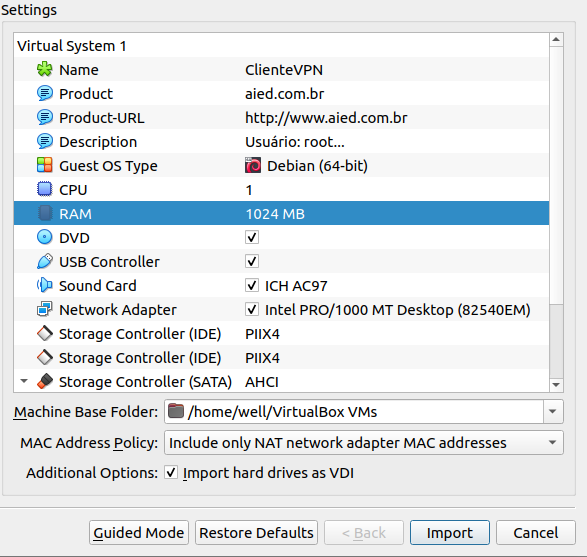 Settings
Virtual System 1
Name ClienteVPN
Product aied.com.br
Product-URL http://www.aied.com.br
Description Usuário: root...
Guest OS Type Debian (64-bit)
CPU 1
RAM 1024 MB
DVD
USB Controller
Sound Card ICH AC97
Network Adapter Intel PRO/1000 MT Desktop (82540EM)
Storage Controller (IDE) PIIX4
Storage Controller (IDE) PIIX4
Storage Controller (SATA) AHCI
Machine Base Folder: /home/well/VirtualBox VMs
MAC Address Policy: Include only NAT network adapter MAC addresses
Additional Options: Import hard drives as VDI
Guided Mode Restore Defaults < Back Import Cancel